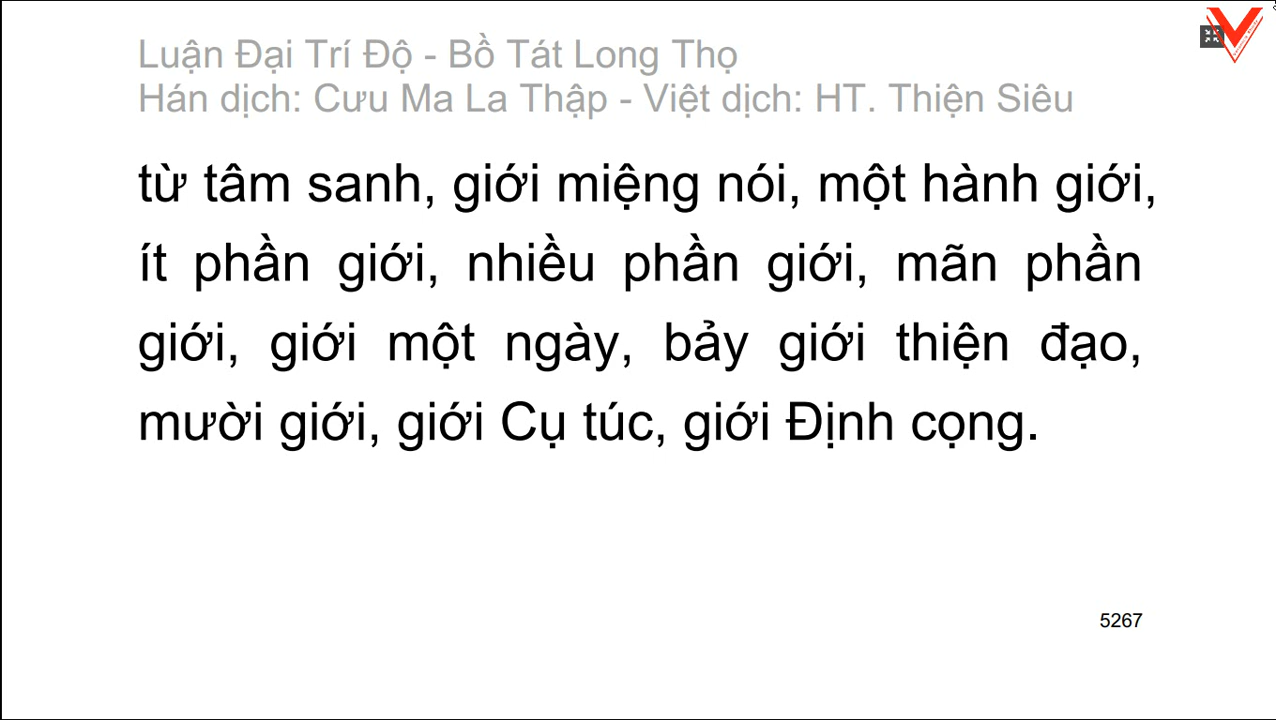 Luận Đại Trí Độ - Bồ Tát Long Thọ
Hán dịch: Cưu Ma La Thập - Việt dịch: HT. Thiện Siêu
từ tâm sanh, giới miệng nói, một hành giới,
ít phần giới, nhiều phần giới, mãn phần
giới, giới một ngày, bảy giới thiện đạo,
mười giới, giới Cụ túc, giới Định cọng.
5267